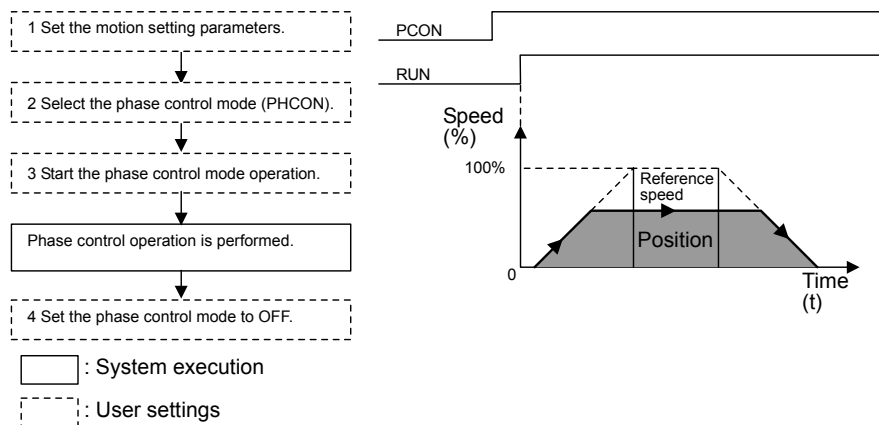 1 Set the motion setting parameters.
2 Select the phase control mode (PHCON).
3 Start the phase control mode operation.
Phase control operation is performed.
4 Set the phase control mode to OFF.
: System execution
: User settings
PCON
RUN
Speed
(%)
100%
Reference
speed
Position
0
Time
(t)